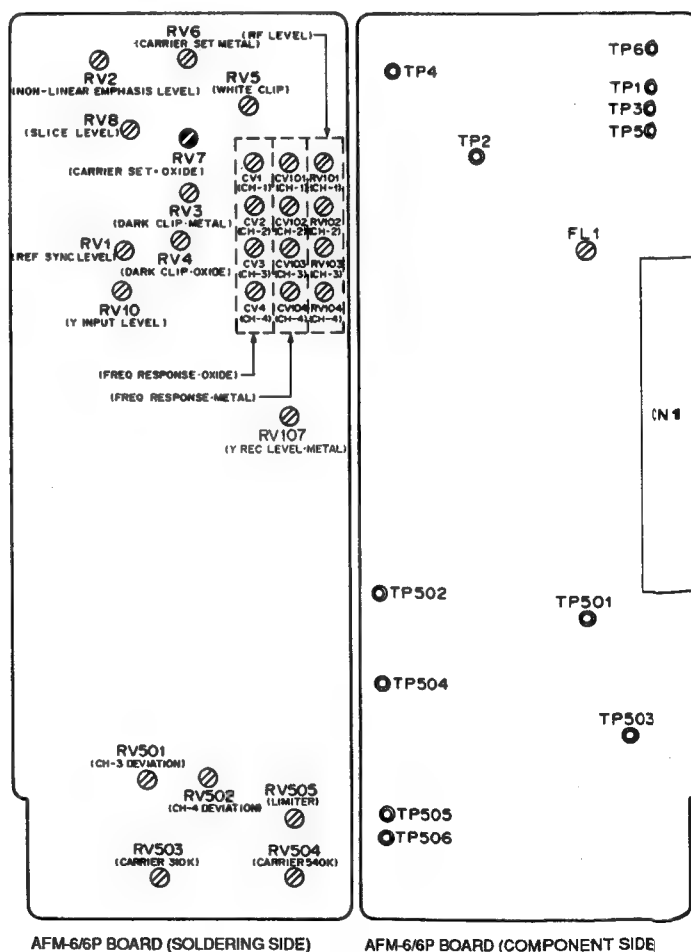 RV6
(CARRIER SET METAL)
(RF LEVEL)
RV2
(NON-LINEAR EMPHASIS LEVEL)
RV5
(WHITE CLIP)
RV8
(SLICE LEVEL)
RV7
(CARRIER SET-OXIDE)
CV1
(CH-1)
CV101
(CH-1)
RV101
(CH-1)
RV3
(DARK CLIP-METAL)
CV2
(CH-2)
CV102
(CH-2)
RV102
(CH-2)
RV1
(REF SYNC LEVEL)
RV4
(DARK CLIP-OXIDE)
CV3
(CH-3)
CV103
(CH-3)
RV103
(CH-3)
RV10
(Y INPUT LEVEL)
CV4
(CH-4)
CV104
(CH-4)
RV104
(CH-4)
(FREQ RESPONSE-OXIDE)
(FREQ RESPONSE-METAL)
RV107
(Y REC LEVEL-METAL)
RV501
(CH-3 DEVIATION)
RV502
(CH-4 DEVIATION)
RV505
(LIMITER)
RV503
(CARRIER 310K)
RV504
(CARRIER 540K)
AFM-6/6P BOARD (SOLDERING SIDE)
TP6
TP4
TP1
TP3
TP5
TP2
FL1
CN1
TP502
TP501
TP504
TP503
TP505
TP506
AFM-6/6P BOARD (COMPONENT SIDE